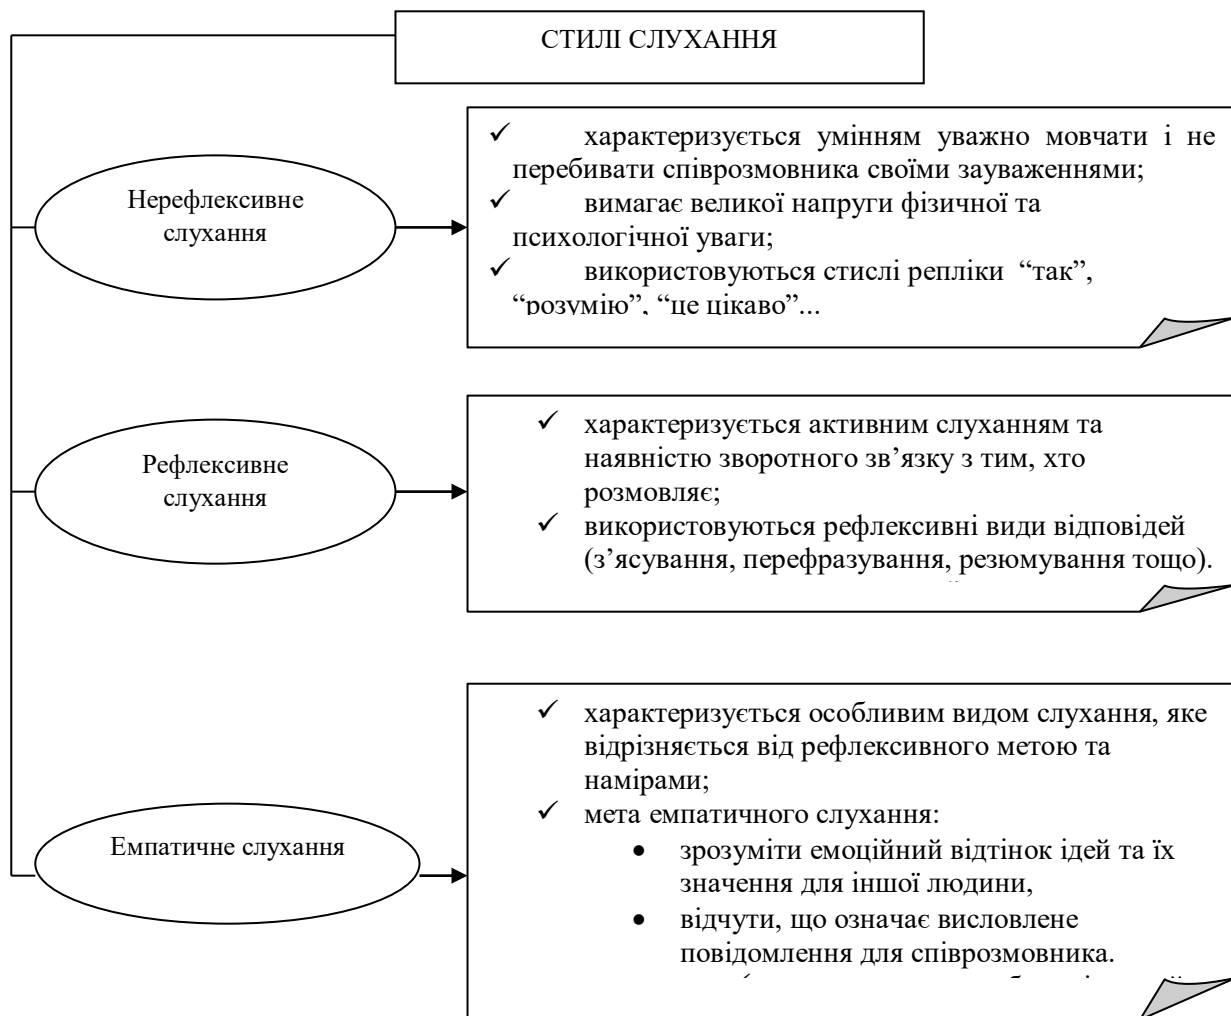 СТИЛІ СЛУХАННЯ
Нерефлексивне
слухання
✓ характеризується умінням уважно мовчати і не
перебивати співрозмовника своїми зауваженнями;
✓ вимагає великої напруги фізичної та
психологічної уваги;
✓ використовуються стислі репліки “так”,
“розумію”, “це цікаво”...
Рефлексивне
слухання
✓ характеризується активним слуханням та
наявністю зворотного зв’язку з тим, хто
розмовляє;
✓ використовуються рефлексивні види відповідей
(з’ясування, перефразування, резюмування тощо).
Емпатичне слухання
✓ характеризується особливим видом слухання, яке
відрізняється від рефлексивного метою та
намірами;
✓ мета емпатичного слухання:
• зрозуміти емоційний відтінок ідей та їх
значення для іншої людини,
• відчути, що означає висловлене
повідомлення для співрозмовника.